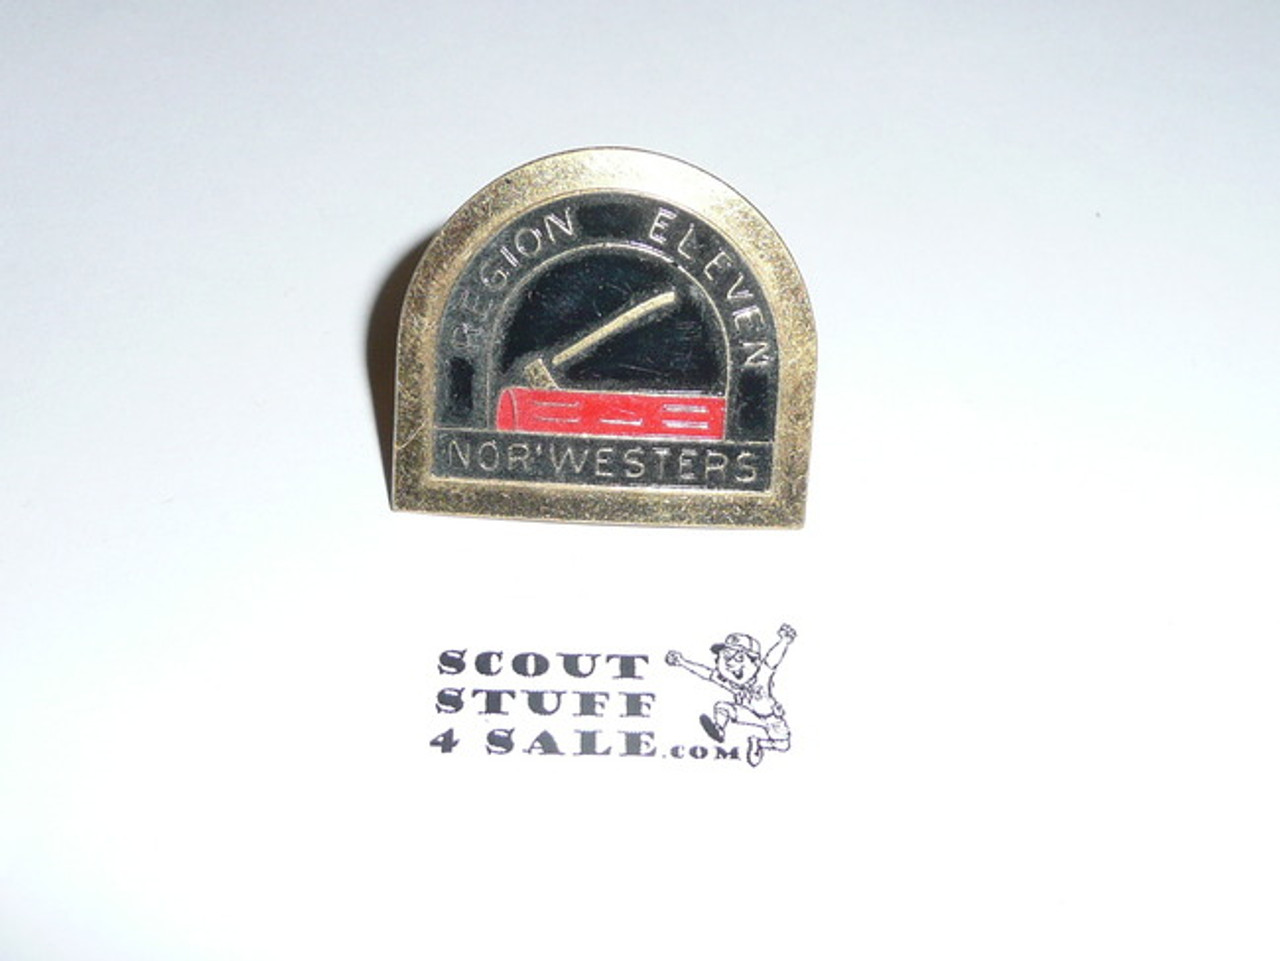 REGION ELEVEN
NOR'WESTERS
SCOUT
STUFF
4 SALE.COM